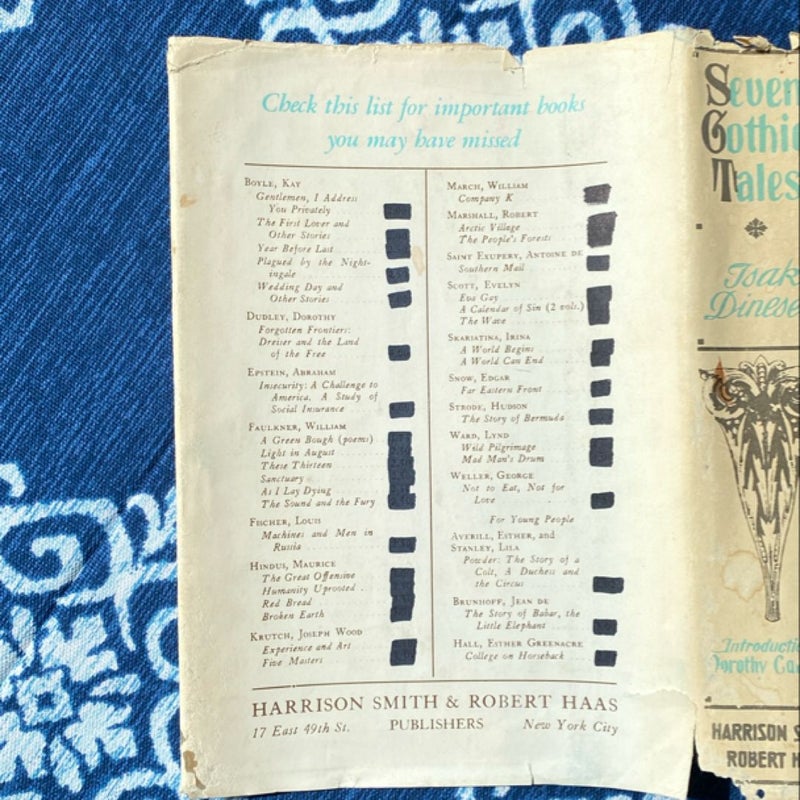 Check this list for important books
you may have missed
BOYLE, KAY
Gentlemen, I Address
You Privately
The First Lover and
Other Stories
Year Before Last
Plagued by the Night-
ingale
Wedding Day and
Other Stories
DUDLEY, DOROTHY
Forgotten Frontiers:
Dreiser and the Land
of the Free
EPSTEIN, ABRAHAM
Insecurity: A Challenge to
America. A Study of
Social Insurance
FAULKNER, WILLIAM
A Green Bough (poems)
Light in August
These Thirteen
Sanctuary
As I Lay Dying
The Sound and the Fury
FISCHER, LOUIS
Machines and Men in
Russia
HINDUS, MAURICE
The Great Offensive
Humanity Uprooted
Red Bread
Broken Earth
KRUTCH, JOSEPH WOOD
Experience and Art
Five Masters
MARCH, WILLIAM
Company K
MARSHALL, ROBERT
Arctic Village
The People's Forests
SAINT EXUPERY, ANTOINE DE
Southern Mail
SCOTT, EVELYN
Eva Gay
A Calendar of Sin (2 vols.)
The Wave
SKARIATINA, IRINA
A World Begins
A World Can End
SNOW, EDGAR
Far Eastern Front
STRODE, HUDSON
The Story of Bermuda
WARD, LYND
Wild Pilgrimage
Mad Man's Drum
WELLER, GEORGE
Not to Eat, Not for
Love
For Young People
AVERILL, ESTHER, and
STANLEY, LILA
Powder: The Story of a
Colt, A Duchess and
the Circus
BRUNHOFF, JEAN DE
The Story of Babar, the
Little Elephant
HALL, ESTHER GREENACRE
College on Horseback
HARRISON SMITH & ROBERT HAAS
17 East 49th St. PUBLISHERS New York City
Seven
Gothic
Tales
Isak
Dinese
Introducti
Dorothy Ca
HARRISON S
ROBERT H